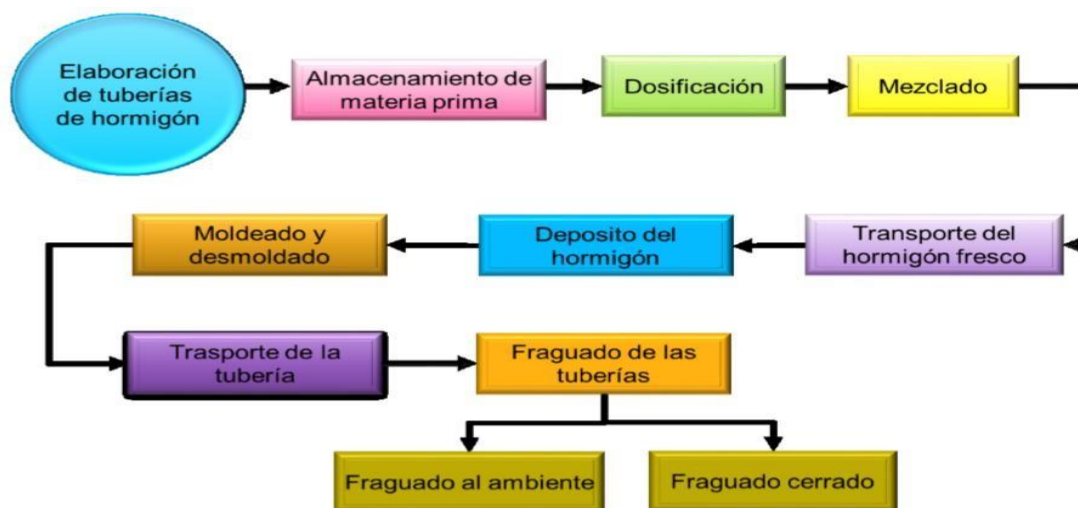 Elaboración
de tuberías
de hormigón
Almacenamiento de
materia prima
Dosificación
Mezclado
Transporte del
hormigón fresco
Deposito del
hormigón
Moldeado y
desmoldado
Trasporte de la
tubería
Fraguado de las
tuberías
Fraguado al ambiente
Fraguado cerrado